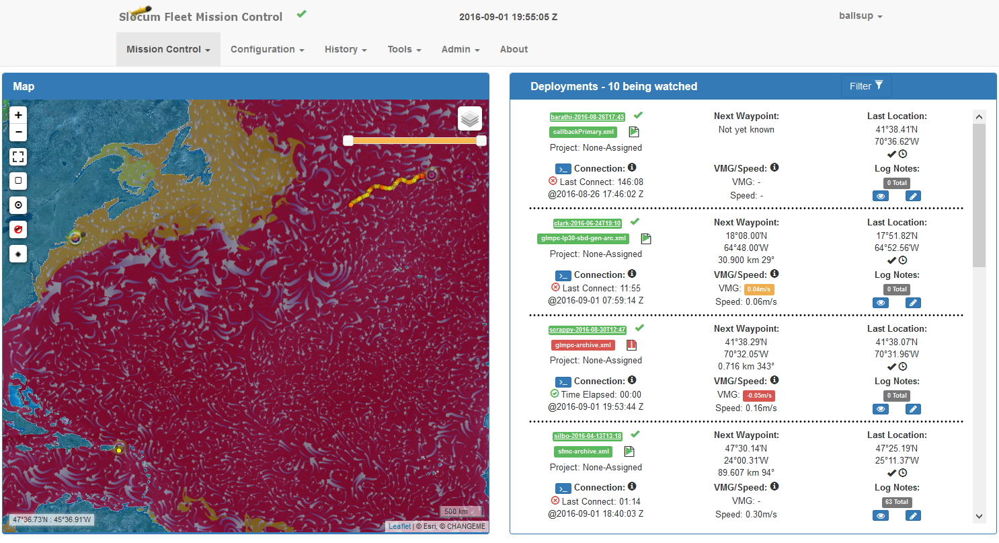 Slocum Fleet Mission Control
2016-09-01 19:55:05 Z
ballsup
Mission Control
Configuration
History
Tools
Admin
About
Map
+
−
500 km
47°36.73'N : 45°36.91'W
Leaflet | © Esri, © CHANGEME
Deployments - 10 being watched
Filter
barathi-2016-08-26T17:45
callbackPrimary.xml
Project: None-Assigned
Next Waypoint:
Not yet known
Last Location:
41°38.41'N
70°36.62'W
>_ Connection:
Last Connect: 146:08
@2016-08-26 17:46:02 Z
VMG/Speed:
VMG: -
Speed: -
Log Notes:
0 Total
clark-2016-06-24T19:10
glmpc-lp30-sbd-gen-arc.xml
Project: None-Assigned
Next Waypoint:
18°08.00'N
64°48.00'W
30.900 km 29°
Last Location:
17°51.82'N
64°52.56'W
>_ Connection:
Last Connect: 11:55
@2016-09-01 07:59:14 Z
VMG/Speed:
VMG: 0.04m/s
Speed: 0.06m/s
Log Notes:
0 Total
scrappy-2016-08-30T12:47
glmpc-archive.xml
Project: None-Assigned
Next Waypoint:
41°38.29'N
70°32.05'W
0.716 km 343°
Last Location:
41°38.07'N
70°31.96'W
>_ Connection:
Time Elapsed: 00:00
@2016-09-01 19:53:44 Z
VMG/Speed:
VMG: -0.05m/s
Speed: 0.16m/s
Log Notes:
0 Total
silbo-2016-04-13T13:18
sfmc-archive.xml
Project: None-Assigned
Next Waypoint:
47°30.14'N
24°00.31'W
89.607 km 94°
Last Location:
47°25.19'N
25°11.37'W
>_ Connection:
Last Connect: 01:14
@2016-09-01 18:40:03 Z
VMG/Speed:
VMG: -
Speed: 0.30m/s
Log Notes:
63 Total